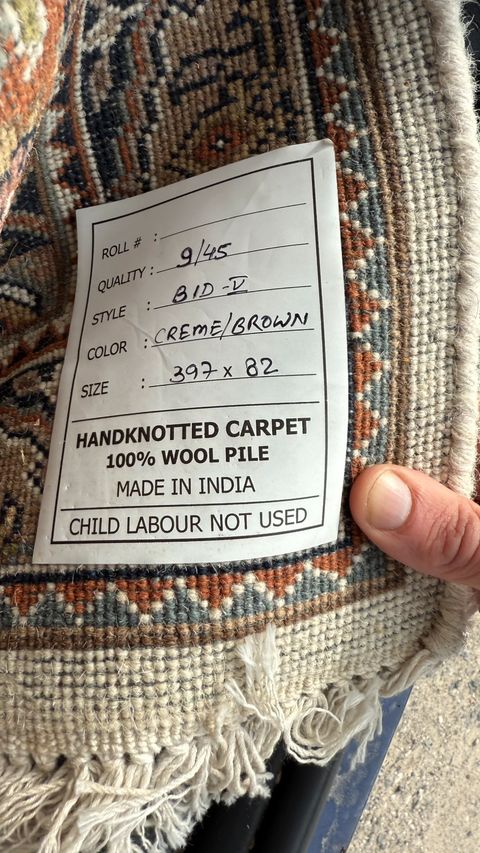 ROLL # :
QUALITY : 9/45
STYLE : BID-V
COLOR : CREME/BROWN
SIZE : 397 x 82
HANDKNOTTED CARPET
100% WOOL PILE
MADE IN INDIA
CHILD LABOUR NOT USED